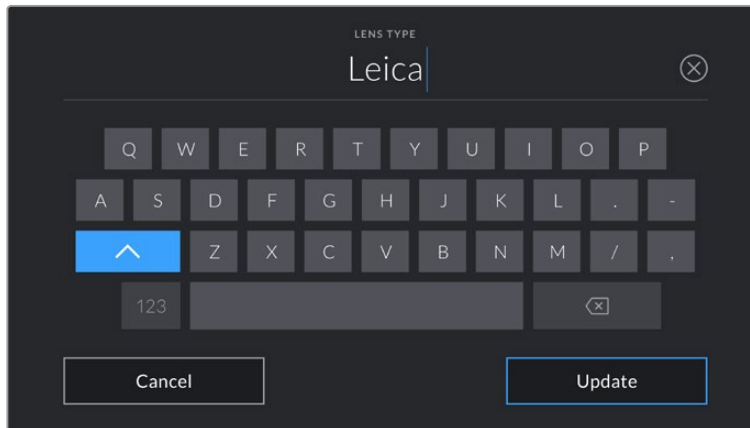 LENS TYPE
Leica
Q W E R T Y U I O P
A S D F G H J K L . -
Z X C V B N M / ,
123
Cancel Update